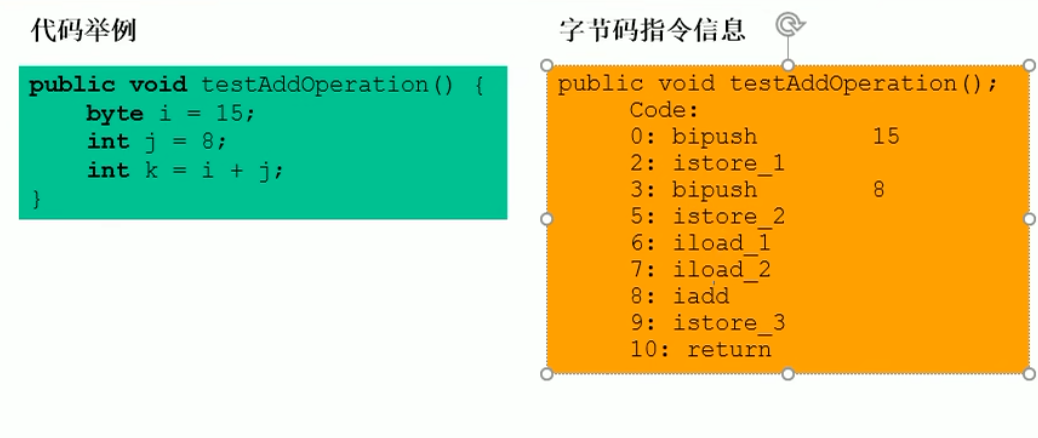 代码举例
public void testAddOperation() {
    byte i = 15;
    int j = 8;
    int k = i + j;
}
字节码指令信息
public void testAddOperation();
     Code:
     0: bipush        15
     2: istore_1
     3: bipush        8
     5: istore_2
     6: iload_1
     7: iload_2
     8: iadd
     9: istore_3
     10: return